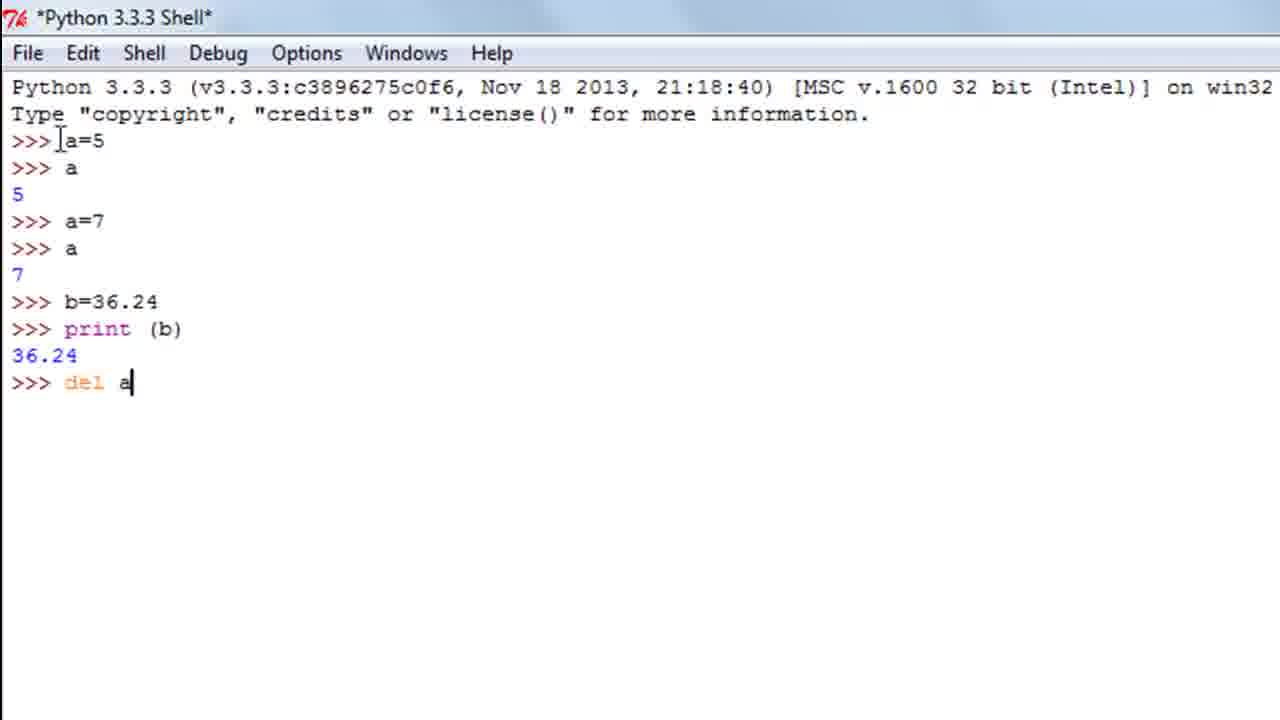 *Python 3.3.3 Shell*
File Edit Shell Debug Options Windows Help
Python 3.3.3 (v3.3.3:c3896275c0f6, Nov 18 2013, 21:18:40) [MSC v.1600 32 bit (Intel)] on win32
Type "copyright", "credits" or "license()" for more information.
>>> a=5
>>> a
5
>>> a=7
>>> a
7
>>> b=36.24
>>> print (b)
36.24
>>> del a